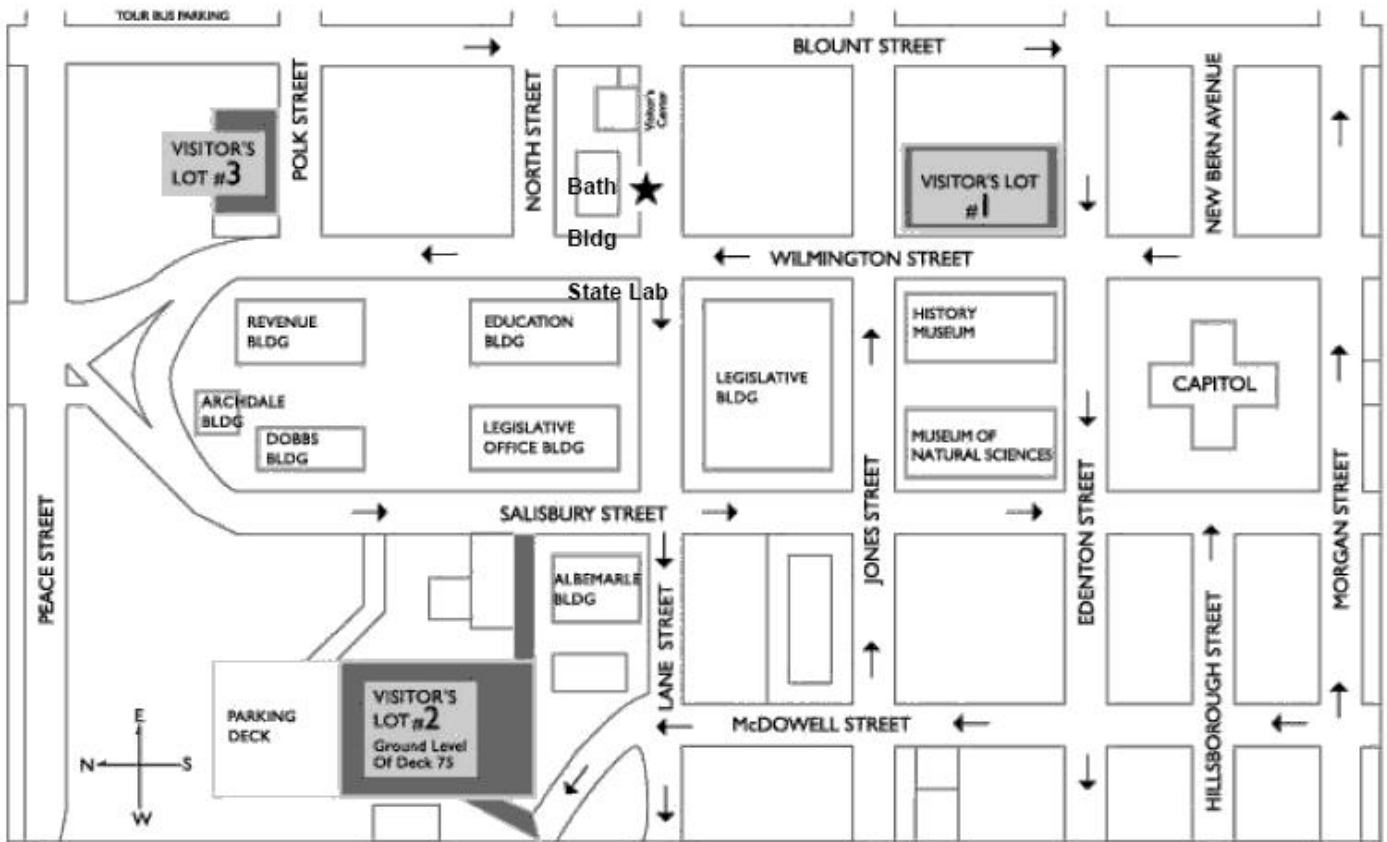 TOUR BUS PARKING
BLOUNT STREET
POLK STREET
NORTH STREET
Visitor's
Center
NEW BERN AVENUE
VISITOR'S
LOT #3
Bath
Bldg
State Lab
VISITOR'S LOT
#1
WILMINGTON STREET
REVENUE
BLDG
EDUCATION
BLDG
LEGISLATIVE
BLDG
HISTORY
MUSEUM
CAPITOL
ARCHDALE
BLDG
DOBBS
BLDG
LEGISLATIVE
OFFICE BLDG
MUSEUM OF
NATURAL SCIENCES
PEACE STREET
SALISBURY STREET
JONES STREET
EDENTON STREET
MORGAN STREET
ALBEMARLE
BLDG
LANE STREET
HILLSBOROUGH STREET
PARKING
DECK
VISITOR'S
LOT #2
Ground Level
Of Deck 75
McDOWELL STREET
E
N
S
W